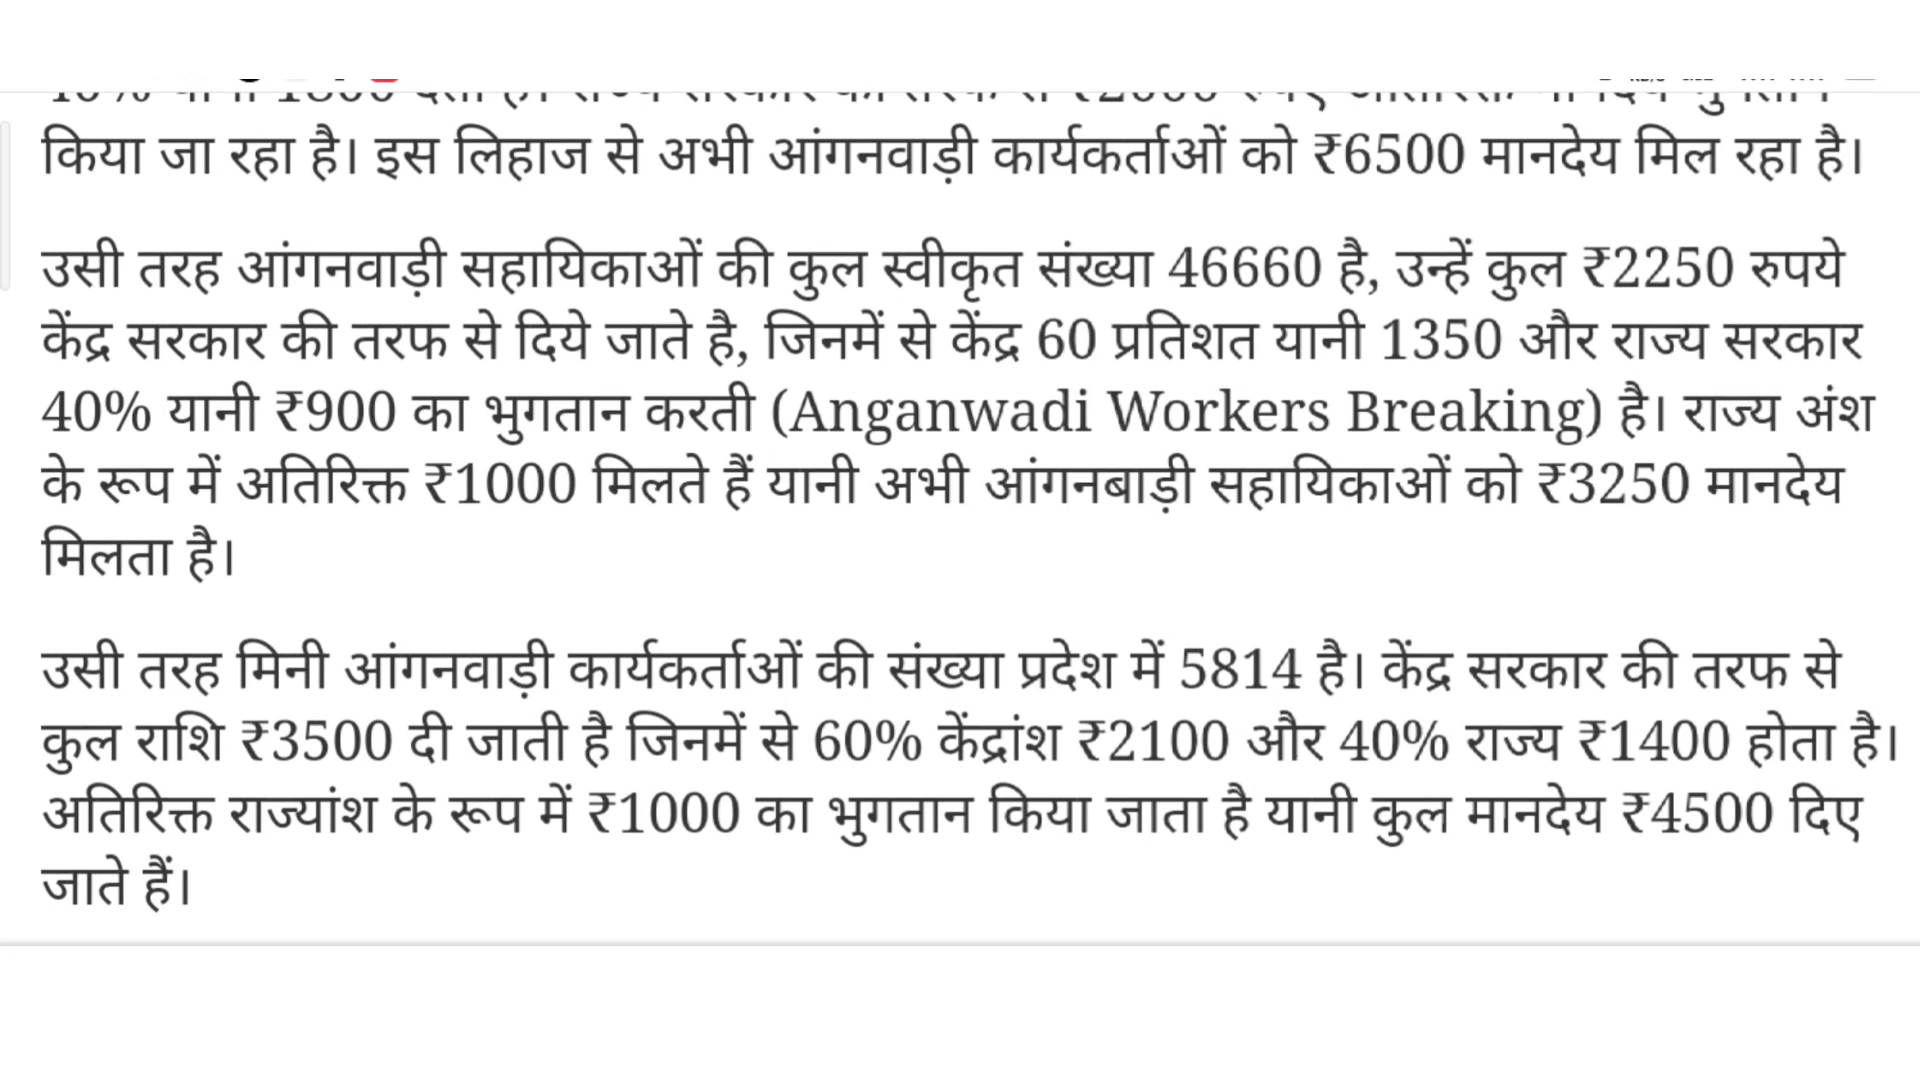 किया जा रहा है। इस लिहाज से अभी आंगनवाड़ी कार्यकर्ताओं को ₹6500 मानदेय मिल रहा है।
उसी तरह आंगनवाड़ी सहायिकाओं की कुल स्वीकृत संख्या 46660 है, उन्हें कुल ₹2250 रुपये
केंद्र सरकार की तरफ से दिये जाते है, जिनमें से केंद्र 60 प्रतिशत यानी 1350 और राज्य सरकार
40% यानी ₹900 का भुगतान करती (Anganwadi Workers Breaking) है। राज्य अंश
के रूप में अतिरिक्त ₹1000 मिलते हैं यानी अभी आंगनबाड़ी सहायिकाओं को ₹3250 मानदेय
मिलता है।
उसी तरह मिनी आंगनवाड़ी कार्यकर्ताओं की संख्या प्रदेश में 5814 है। केंद्र सरकार की तरफ से
कुल राशि ₹3500 दी जाती है जिनमें से 60% केंद्रांश ₹2100 और 40% राज्य ₹1400 होता है।
अतिरिक्त राज्यांश के रूप में ₹1000 का भुगतान किया जाता है यानी कुल मानदेय ₹4500 दिए
जाते हैं।